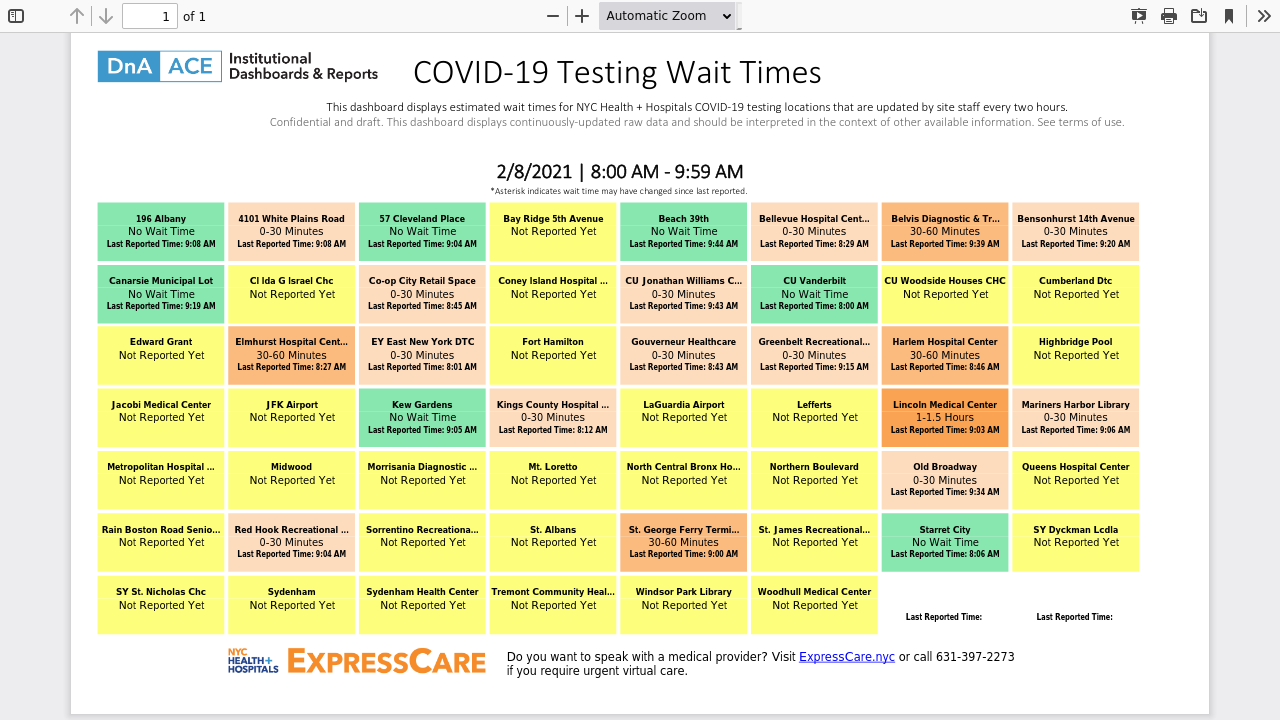 1 of 1 Automatic Zoom
DnA ACE Institutional
Dashboards & Reports
COVID-19 Testing Wait Times
This dashboard displays estimated wait times for NYC Health + Hospitals COVID-19 testing locations that are updated by site staff every two hours.
Confidential and draft. This dashboard displays continuously-updated raw data and should be interpreted in the context of other available information. See terms of use.
2/8/2021 | 8:00 AM - 9:59 AM
*Asterisk indicates wait time may have changed since last reported.
196 Albany
No Wait Time
Last Reported Time: 9:08 AM
4101 White Plains Road
0-30 Minutes
Last Reported Time: 9:08 AM
57 Cleveland Place
No Wait Time
Last Reported Time: 9:04 AM
Bay Ridge 5th Avenue
Not Reported Yet
Beach 39th
No Wait Time
Last Reported Time: 9:44 AM
Bellevue Hospital Cent...
0-30 Minutes
Last Reported Time: 8:29 AM
Belvis Diagnostic & Tr...
30-60 Minutes
Last Reported Time: 9:39 AM
Bensonhurst 14th Avenue
0-30 Minutes
Last Reported Time: 9:20 AM
Canarsie Municipal Lot
No Wait Time
Last Reported Time: 9:19 AM
CI Ida G Israel Chc
Not Reported Yet
Co-op City Retail Space
0-30 Minutes
Last Reported Time: 8:45 AM
Coney Island Hospital ...
Not Reported Yet
CU Jonathan Williams C...
0-30 Minutes
Last Reported Time: 9:43 AM
CU Vanderbilt
No Wait Time
Last Reported Time: 8:00 AM
CU Woodside Houses CHC
Not Reported Yet
Cumberland Dtc
Not Reported Yet
Edward Grant
Not Reported Yet
Elmhurst Hospital Cent...
30-60 Minutes
Last Reported Time: 8:27 AM
EY East New York DTC
0-30 Minutes
Last Reported Time: 8:01 AM
Fort Hamilton
Not Reported Yet
Gouverneur Healthcare
0-30 Minutes
Last Reported Time: 8:43 AM
Greenbelt Recreational...
0-30 Minutes
Last Reported Time: 9:15 AM
Harlem Hospital Center
30-60 Minutes
Last Reported Time: 8:46 AM
Highbridge Pool
Not Reported Yet
Jacobi Medical Center
Not Reported Yet
JFK Airport
Not Reported Yet
Kew Gardens
No Wait Time
Last Reported Time: 9:05 AM
Kings County Hospital ...
0-30 Minutes
Last Reported Time: 8:12 AM
LaGuardia Airport
Not Reported Yet
Lefferts
Not Reported Yet
Lincoln Medical Center
1-1.5 Hours
Last Reported Time: 9:03 AM
Mariners Harbor Library
0-30 Minutes
Last Reported Time: 9:06 AM
Metropolitan Hospital ...
Not Reported Yet
Midwood
Not Reported Yet
Morrisania Diagnostic ...
Not Reported Yet
Mt. Loretto
Not Reported Yet
North Central Bronx Ho...
Not Reported Yet
Northern Boulevard
Not Reported Yet
Old Broadway
0-30 Minutes
Last Reported Time: 9:34 AM
Queens Hospital Center
Not Reported Yet
Rain Boston Road Senio...
Not Reported Yet
Red Hook Recreational ...
0-30 Minutes
Last Reported Time: 9:04 AM
Sorrentino Recreationa...
Not Reported Yet
St. Albans
Not Reported Yet
St. George Ferry Termi...
30-60 Minutes
Last Reported Time: 9:00 AM
St. James Recreational...
Not Reported Yet
Starret City
No Wait Time
Last Reported Time: 8:06 AM
SY Dyckman Lcdla
Not Reported Yet
SY St. Nicholas Chc
Not Reported Yet
Sydenham
Not Reported Yet
Sydenham Health Center
Not Reported Yet
Tremont Community Heal...
Not Reported Yet
Windsor Park Library
Not Reported Yet
Woodhull Medical Center
Not Reported Yet
Last Reported Time:
Last Reported Time:
NYC
HEALTH+
HOSPITALS
EXPRESSCARE
Do you want to speak with a medical provider? Visit ExpressCare.nyc or call 631-397-2273
if you require urgent virtual care.